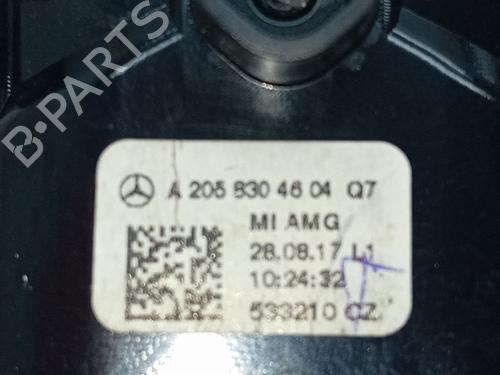 B-PARTS
A 205 830 46 04 Q7
MI AMG
28.08.17 L1
10:24:32
533210 CZ